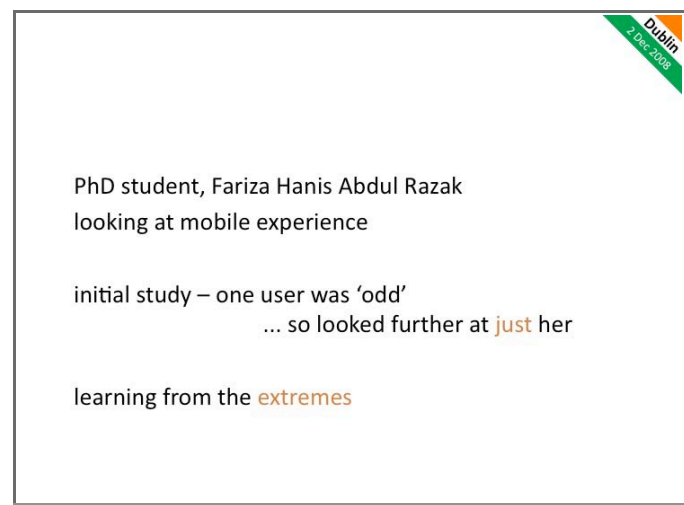 Dublin
2 Dec 2008
PhD student, Fariza Hanis Abdul Razak
looking at mobile experience
initial study – one user was ‘odd’
... so looked further at just her
learning from the extremes